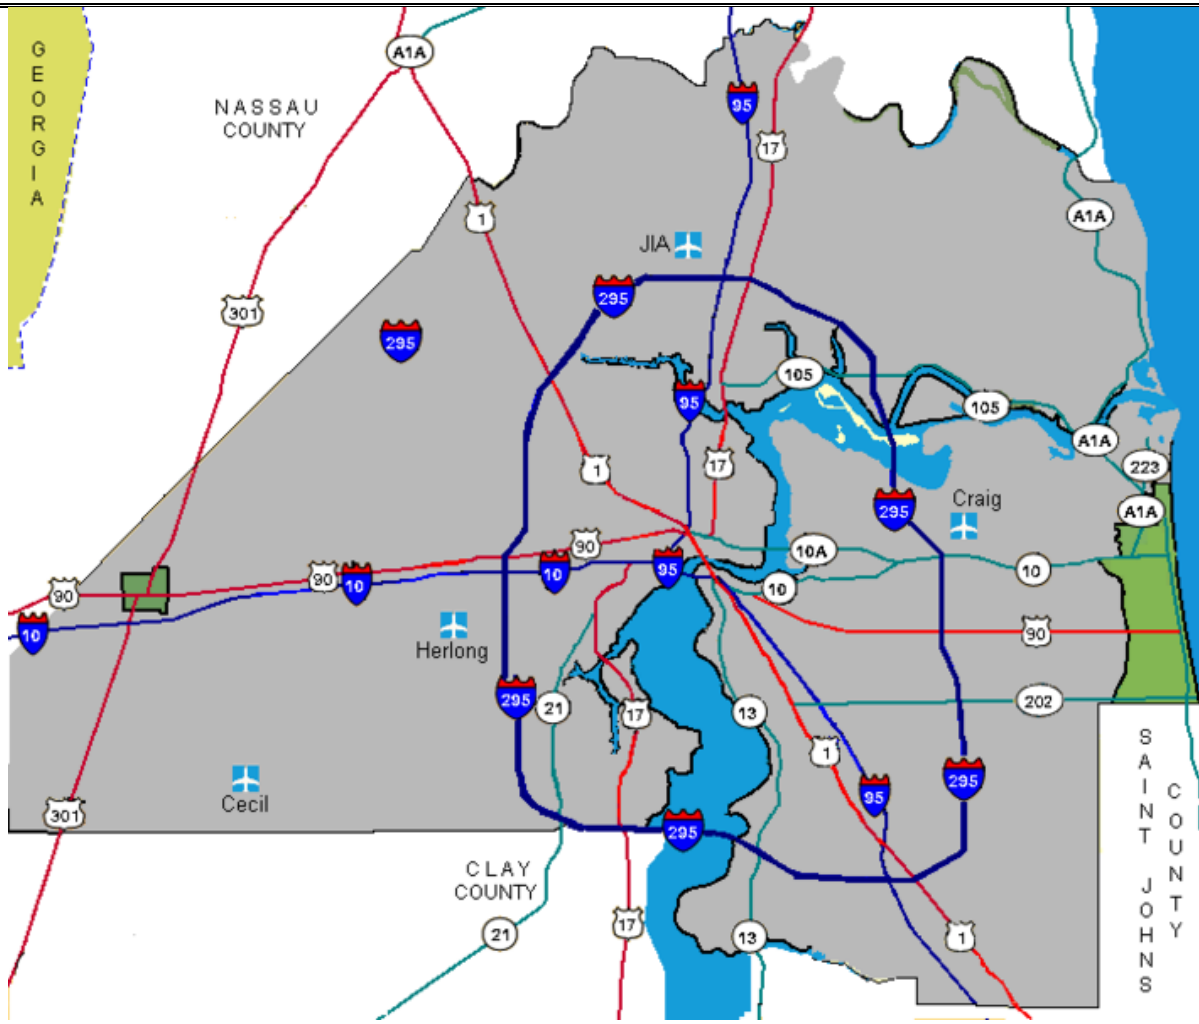 GEORGIA
A1A
NASSAU
COUNTY
95
17
1
A1A
JIA
295
301
295
105
95
105
A1A
1
17
223
Craig
295
A1A
90
10A
95
10
10
90
10
90
10
10
90
Herlong
295
21
17
13
202
1
SAINT JOHNS
COUNTY
Cecil
295
95
301
295
CLAY
COUNTY
17
21
13
1